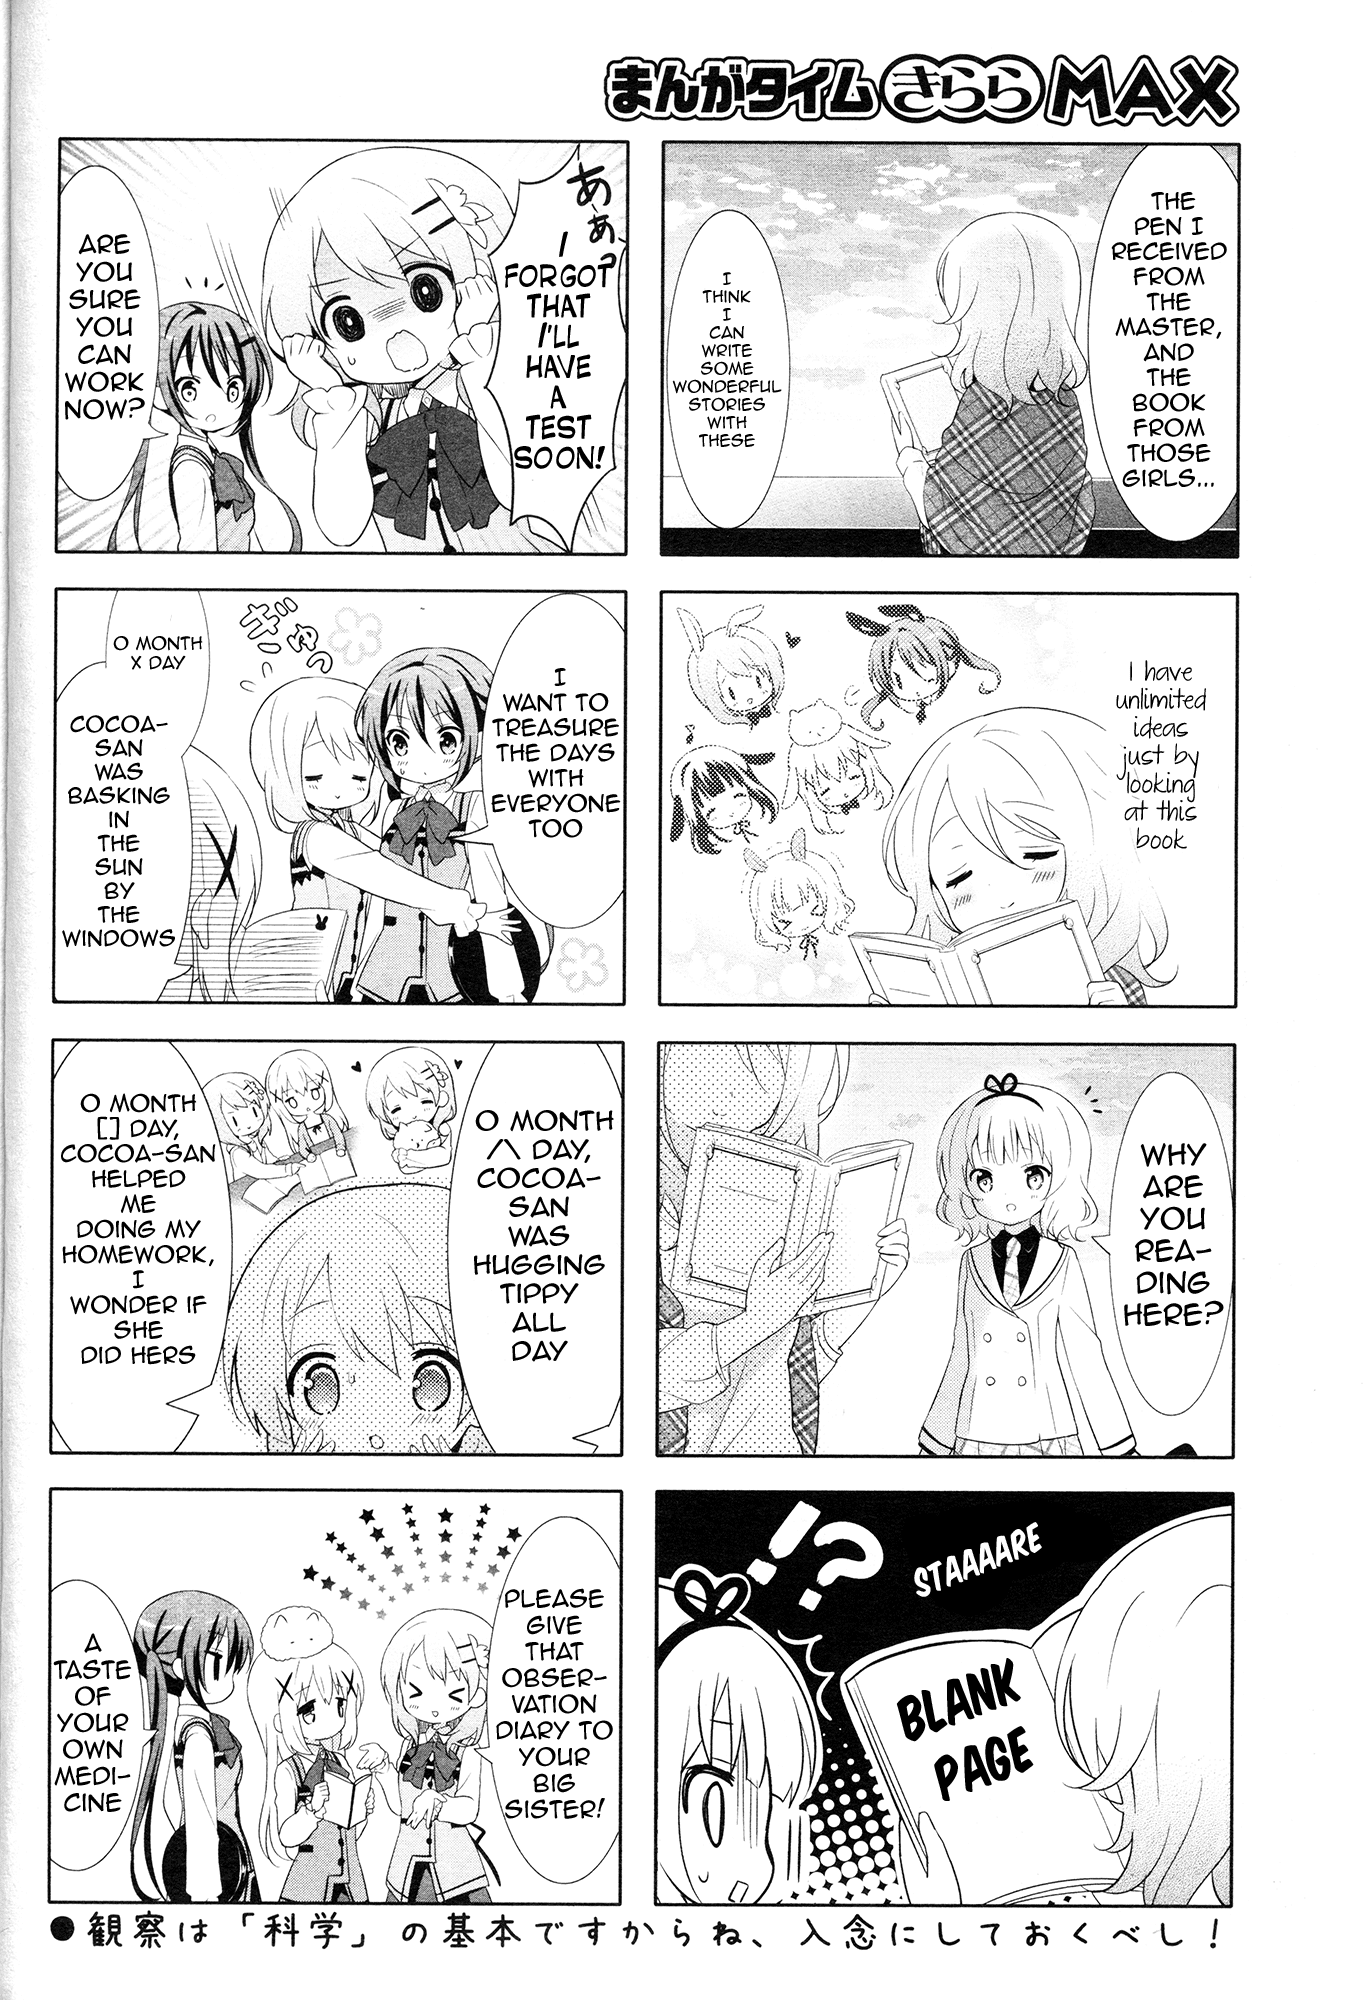 まんがタイムきららMAX
THE
PEN I
RECEIVED
FROM
THE
MASTER,
AND
THE
BOOK
FROM
THOSE
GIRLS...
I
THINK
I
CAN
WRITE
SOME
WONDERFUL
STORIES
WITH
THESE
I have
unlimited
ideas
just by
looking
at this
book
WHY
ARE
YOU
REA-
DING
HERE?
STAAAARE
!?
BLANK
PAGE
ああっ
I
FORGOT
THAT
I'LL
HAVE
A
TEST
SOON!
ARE
YOU
SURE
YOU
CAN
WORK
NOW?
I
WANT TO
TREASURE
THE DAYS
WITH
EVERYONE
TOO
ぎゅっ
O MONTH
X DAY
COCOA-
SAN
WAS
BASKING
IN
THE
SUN
BY
THE
WINDOWS
O MONTH
/\ DAY,
COCOA-
SAN
WAS
HUGGING
TIPPY
ALL
DAY
O MONTH
[] DAY,
COCOA-SAN
HELPED
ME
DOING MY
HOMEWORK,
I
WONDER IF
SHE
DID HERS
PLEASE
GIVE
THAT
OBSER-
VATION
DIARY TO
YOUR
BIG
SISTER!
A
TASTE
OF
YOUR
OWN
MEDI-
CINE
●観察は「科学」の基本ですからね、入念にしておくべし!